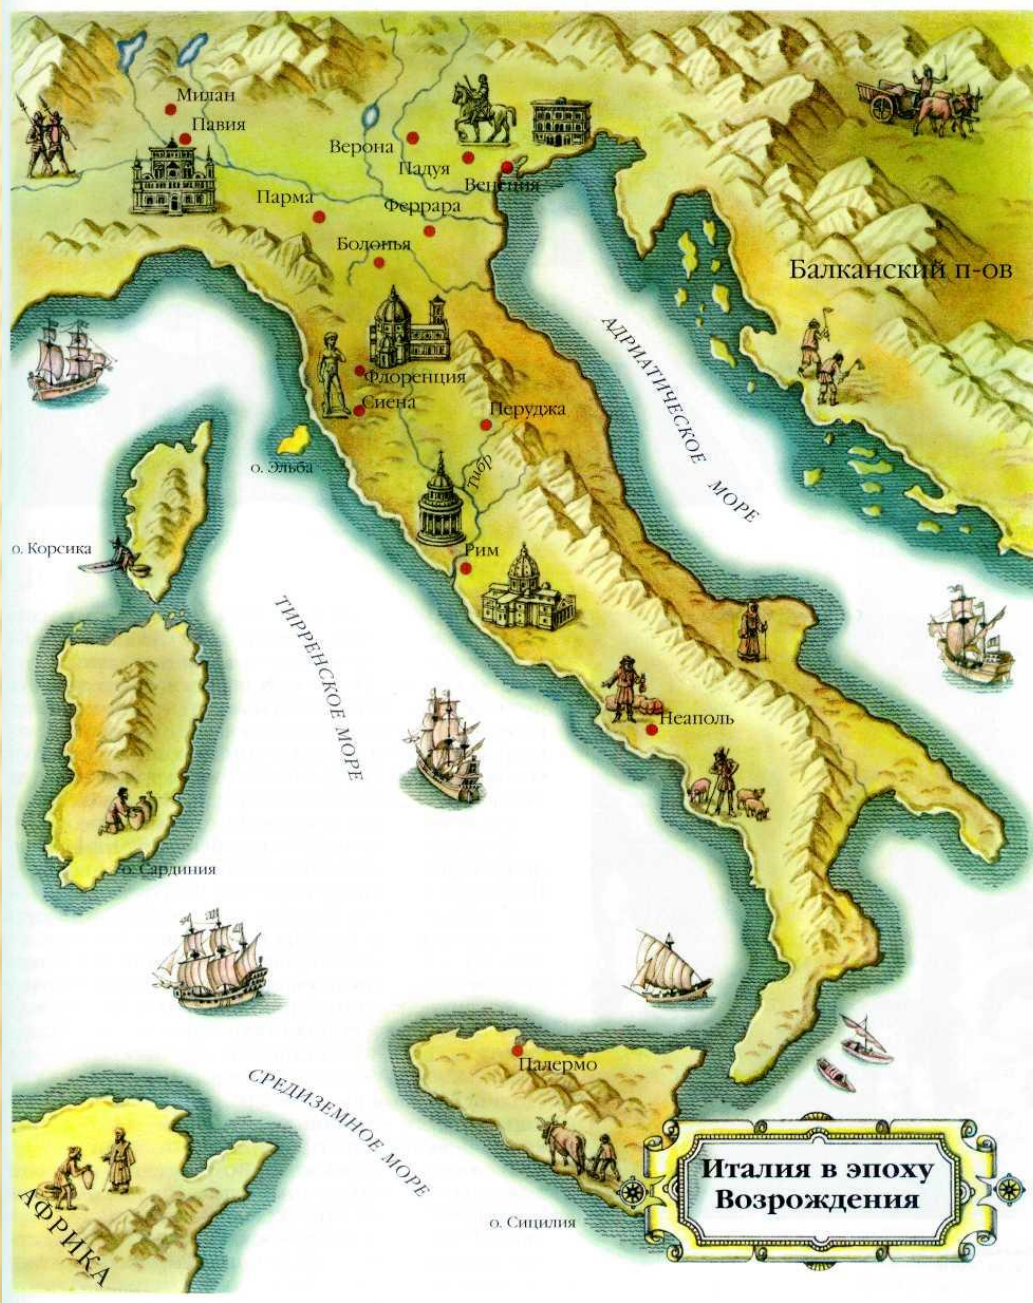 Милан
Павия
Верона
Падуя
Венеция
Парма
Феррара
Болонья
Балканский п-ов
АДРИАТИЧЕСКОЕ МОРЕ
Флоренция
Сиена
Перуджа
о. Эльба
Тибр
о. Корсика
Рим
ТИРРЕНСКОЕ МОРЕ
Неаполь
о. Сардиния
Палермо
СРЕДИЗЕМНОЕ МОРЕ
АФРИКА
о. Сицилия
Италия в эпоху
Возрождения